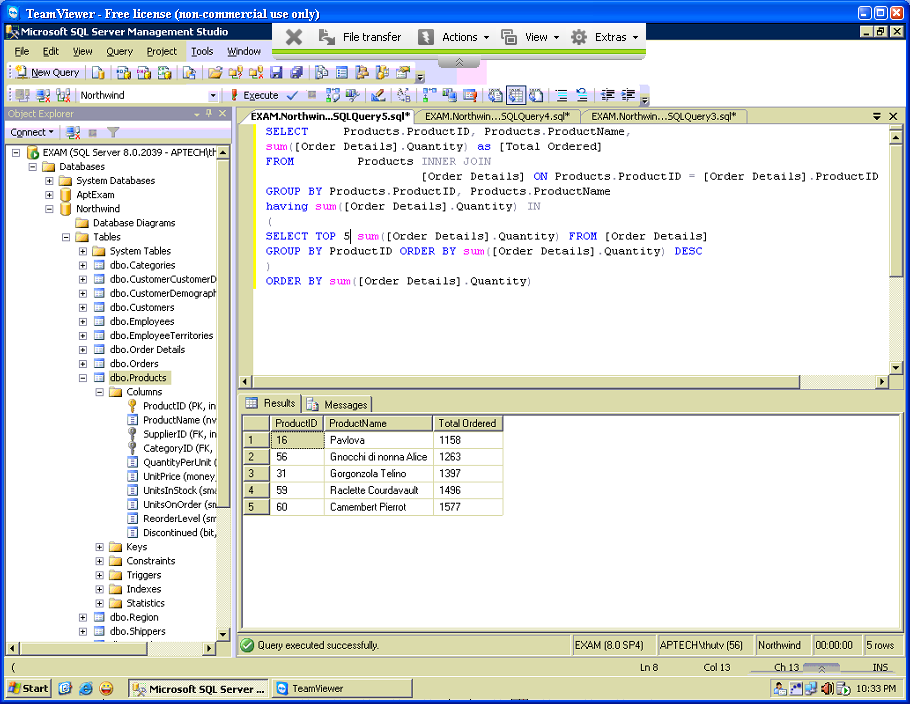 TeamViewer - Free license (non-commercial use only)
Microsoft SQL Server Management Studio
File transfer Actions View Extras
File Edit View Query Project Tools Window
New Query
Northwind Execute
Object Explorer
Connect
EXAM (SQL Server 8.0.2039 - APTECH\th
Databases
System Databases
AptExam
Northwind
Database Diagrams
Tables
System Tables
dbo.Categories
dbo.CustomerCustomerD
dbo.CustomerDemograph
dbo.Customers
dbo.Employees
dbo.EmployeeTerritories
dbo.Order Details
dbo.Orders
dbo.Products
Columns
ProductID (PK, in
ProductName (nv
SupplierID (FK, in
CategoryID (FK,
QuantityPerUnit (
UnitPrice (money,
UnitsInStock (sma
UnitsOnOrder (sm
ReorderLevel (sm
Discontinued (bit,
Keys
Constraints
Triggers
Indexes
Statistics
dbo.Region
dbo.Shippers
EXAM.Northwin...SQLQuery5.sql* EXAM.Northwin...SQLQuery4.sql* EXAM.Northwin...SQLQuery3.sql*
SELECT Products.ProductID, Products.ProductName,
sum([Order Details].Quantity) as [Total Ordered]
FROM Products INNER JOIN
[Order Details] ON Products.ProductID = [Order Details].ProductID
GROUP BY Products.ProductID, Products.ProductName
having sum([Order Details].Quantity) IN
(
SELECT TOP 5 sum([Order Details].Quantity) FROM [Order Details]
GROUP BY ProductID ORDER BY sum([Order Details].Quantity) DESC
)
ORDER BY sum([Order Details].Quantity)
Results Messages
ProductID ProductName Total Ordered
1 16 Pavlova 1158
2 56 Gnocchi di nonna Alice 1263
3 31 Gorgonzola Telino 1397
4 59 Raclette Courdavault 1496
5 60 Camembert Pierrot 1577
Query executed successfully. EXAM (8.0 SP4) APTECH\thutv (56) Northwind 00:00:00 5 rows
( Ln 8 Col 13 Ch 13 INS
Start Microsoft SQL Server ... TeamViewer 10:33 PM